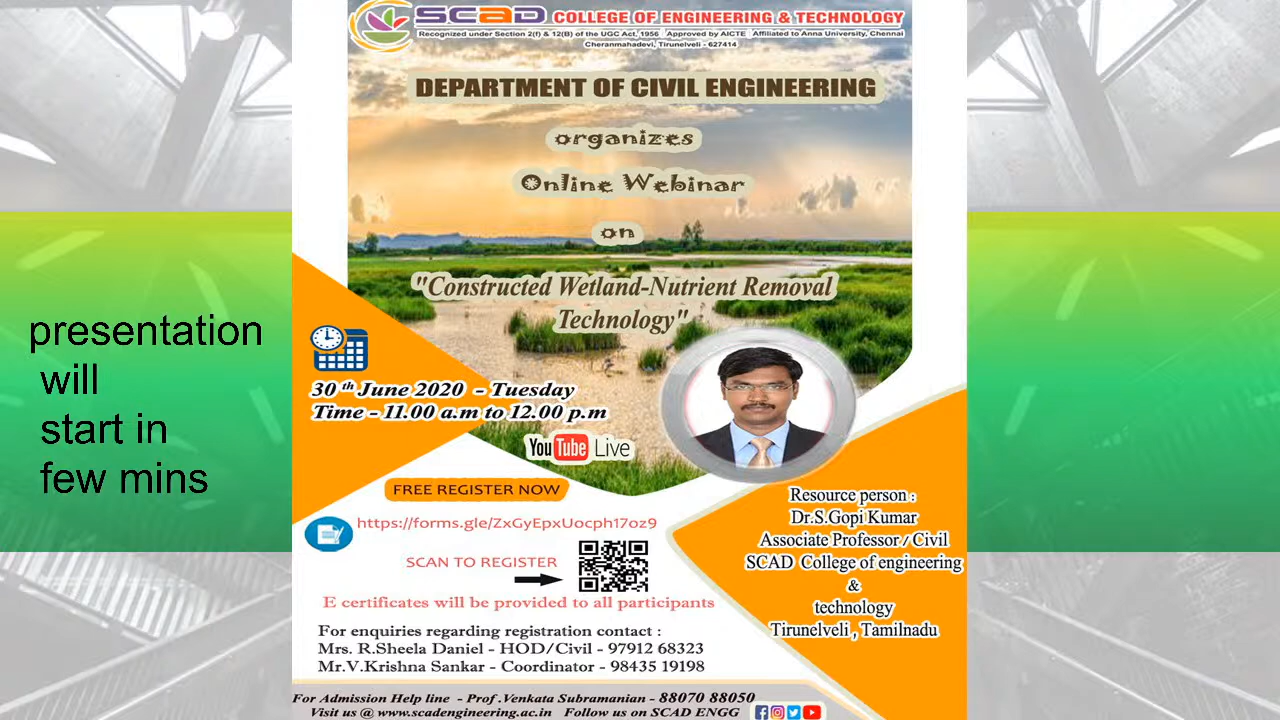 SCAD COLLEGE OF ENGINEERING & TECHNOLOGY
Recognized under Section 2(f) & 12(B) of the UGC Act, 1956 Approved by AICTE Affiliated to Anna University, Chennai
Cheranmahadevi, Tirunelveli - 627414
DEPARTMENT OF CIVIL ENGINEERING
organizes
Online Webinar
on
"Constructed Wetland-Nutrient Removal
Technology"
presentation
will
start in
few mins
30 th June 2020 - Tuesday
Time - 11.00 a.m to 12.00 p.m
YouTube Live
FREE REGISTER NOW
https://forms.gle/ZxGyEpxUocph17oz9
SCAN TO REGISTER
E certificates will be provided to all participants
Resource person :
Dr.S.Gopi Kumar
Associate Professor / Civil
SCAD College of engineering
&
technology
Tirunelveli , Tamilnadu
For enquiries regarding registration contact :
Mrs. R.Sheela Daniel - HOD/Civil - 97912 68323
Mr.V.Krishna Sankar - Coordinator - 98435 19198
For Admission Help line - Prof .Venkata Subramanian - 88070 88050
Visit us @ www.scadengineering.ac.in Follow us on SCAD ENGG